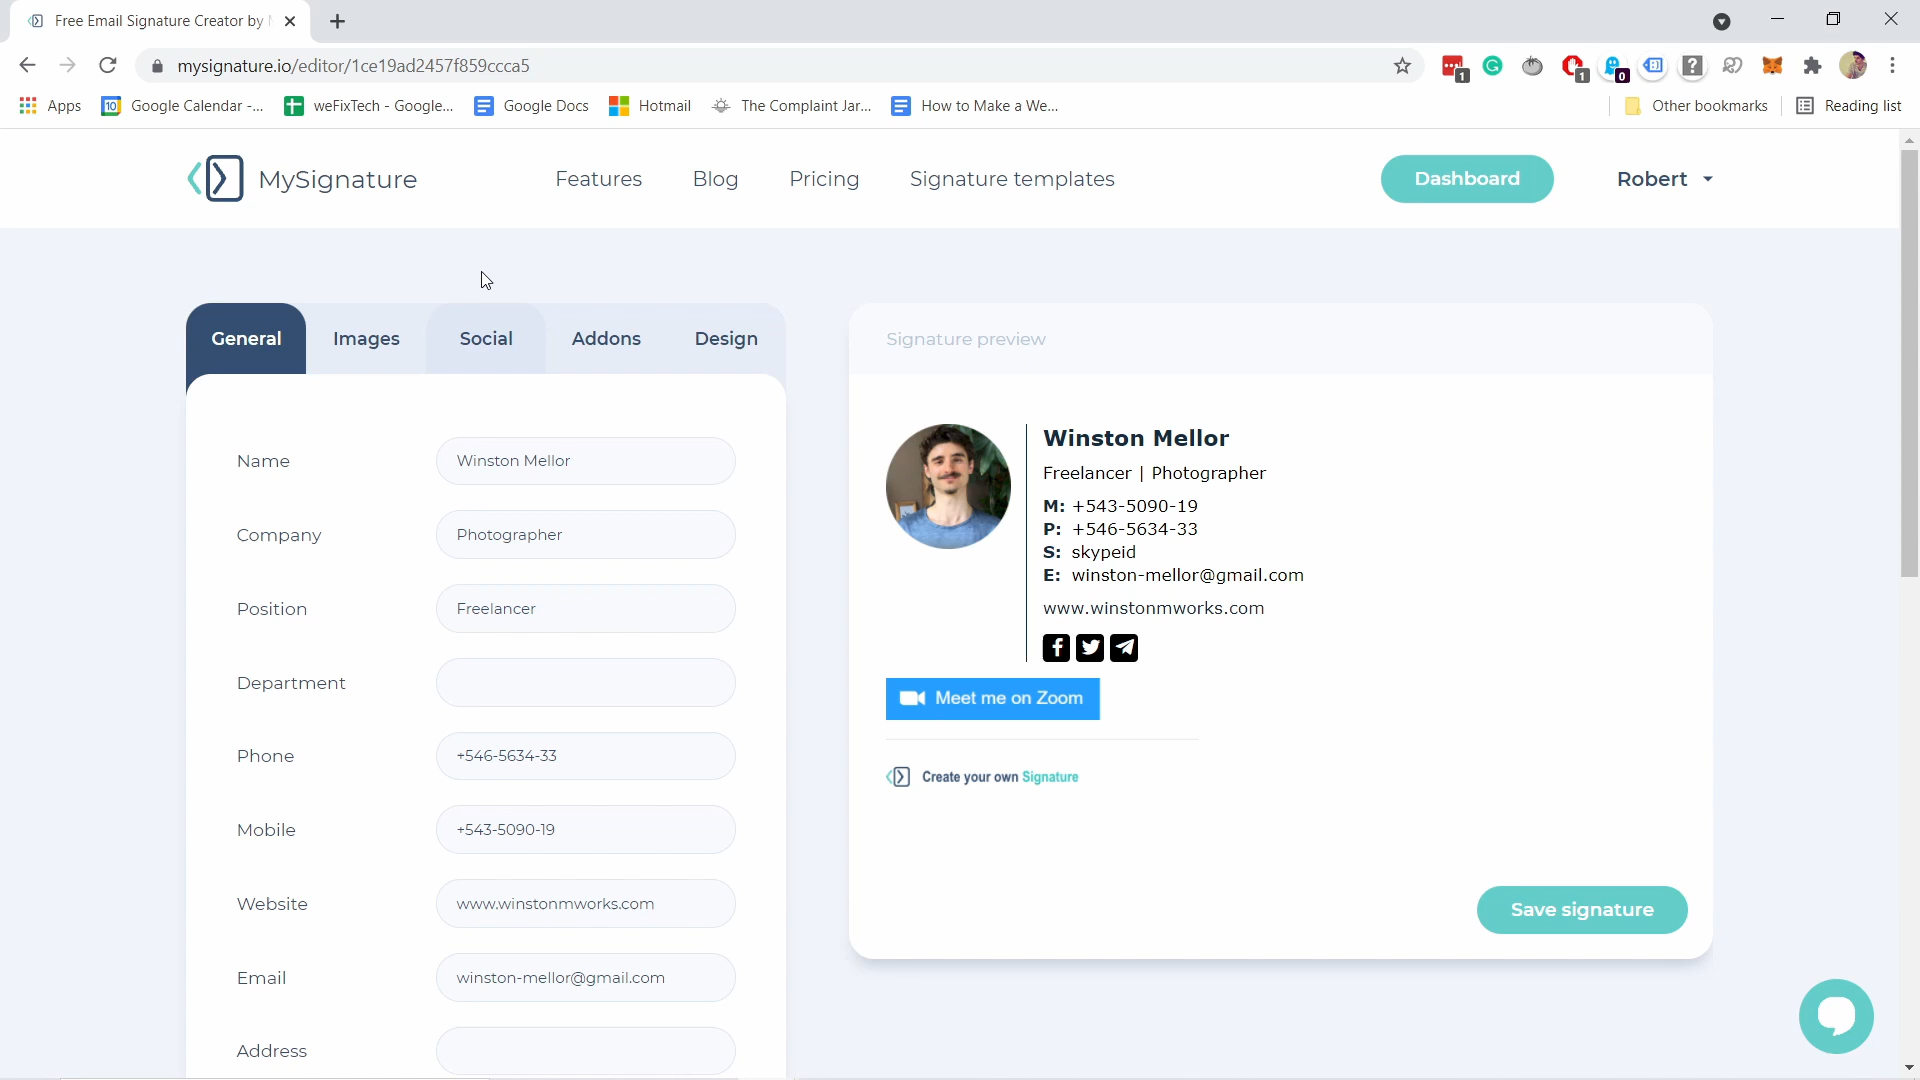 Free Email Signature Creator by
mysignature.io/editor/1ce19ad2457f859ccca5
1
1
0
Apps
10
Google Calendar -...
weFixTech - Google...
Google Docs
Hotmail
The Complaint Jar...
How to Make a We...
Other bookmarks
Reading list
MySignature
Features
Blog
Pricing
Signature templates
Dashboard
Robert
General
Images
Social
Addons
Design
Name
Winston Mellor
Company
Photographer
Position
Freelancer
Department
Phone
+546-5634-33
Mobile
+543-5090-19
Website
www.winstonmworks.com
Email
winston-mellor@gmail.com
Address
Signature preview
Winston Mellor
Freelancer | Photographer
M: +543-5090-19
P: +546-5634-33
S: skypeid
E: winston-mellor@gmail.com
www.winstonmworks.com
Meet me on Zoom
Create your own Signature
Save signature